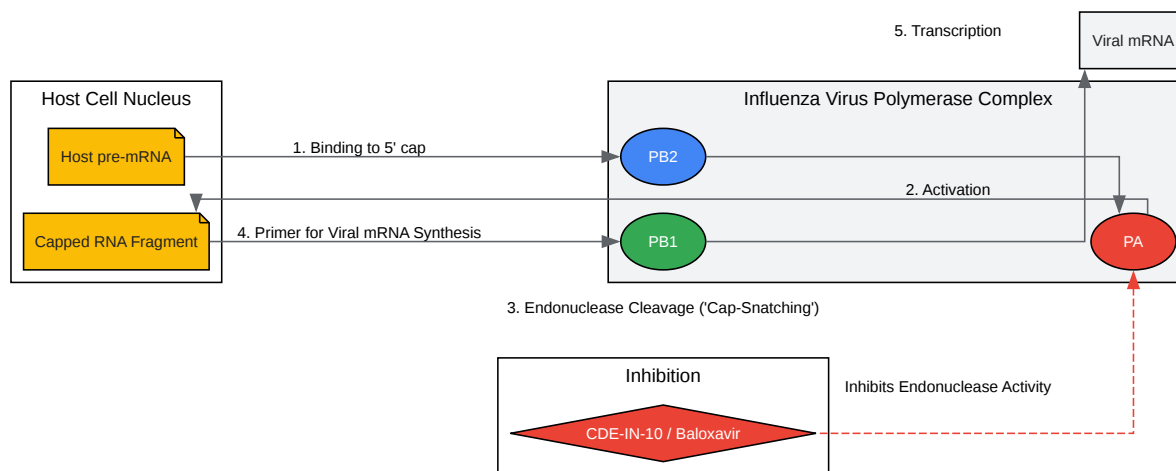 5. Transcription
Viral mRNA
Host Cell Nucleus
Influenza Virus Polymerase Complex
Host pre-mRNA
1. Binding to 5' cap
PB2
2. Activation
Capped RNA Fragment
4. Primer for Viral mRNA Synthesis
PB1
PA
3. Endonuclease Cleavage ('Cap-Snatching')
Inhibition
Inhibits Endonuclease Activity
CDE-IN-10 / Baloxavir